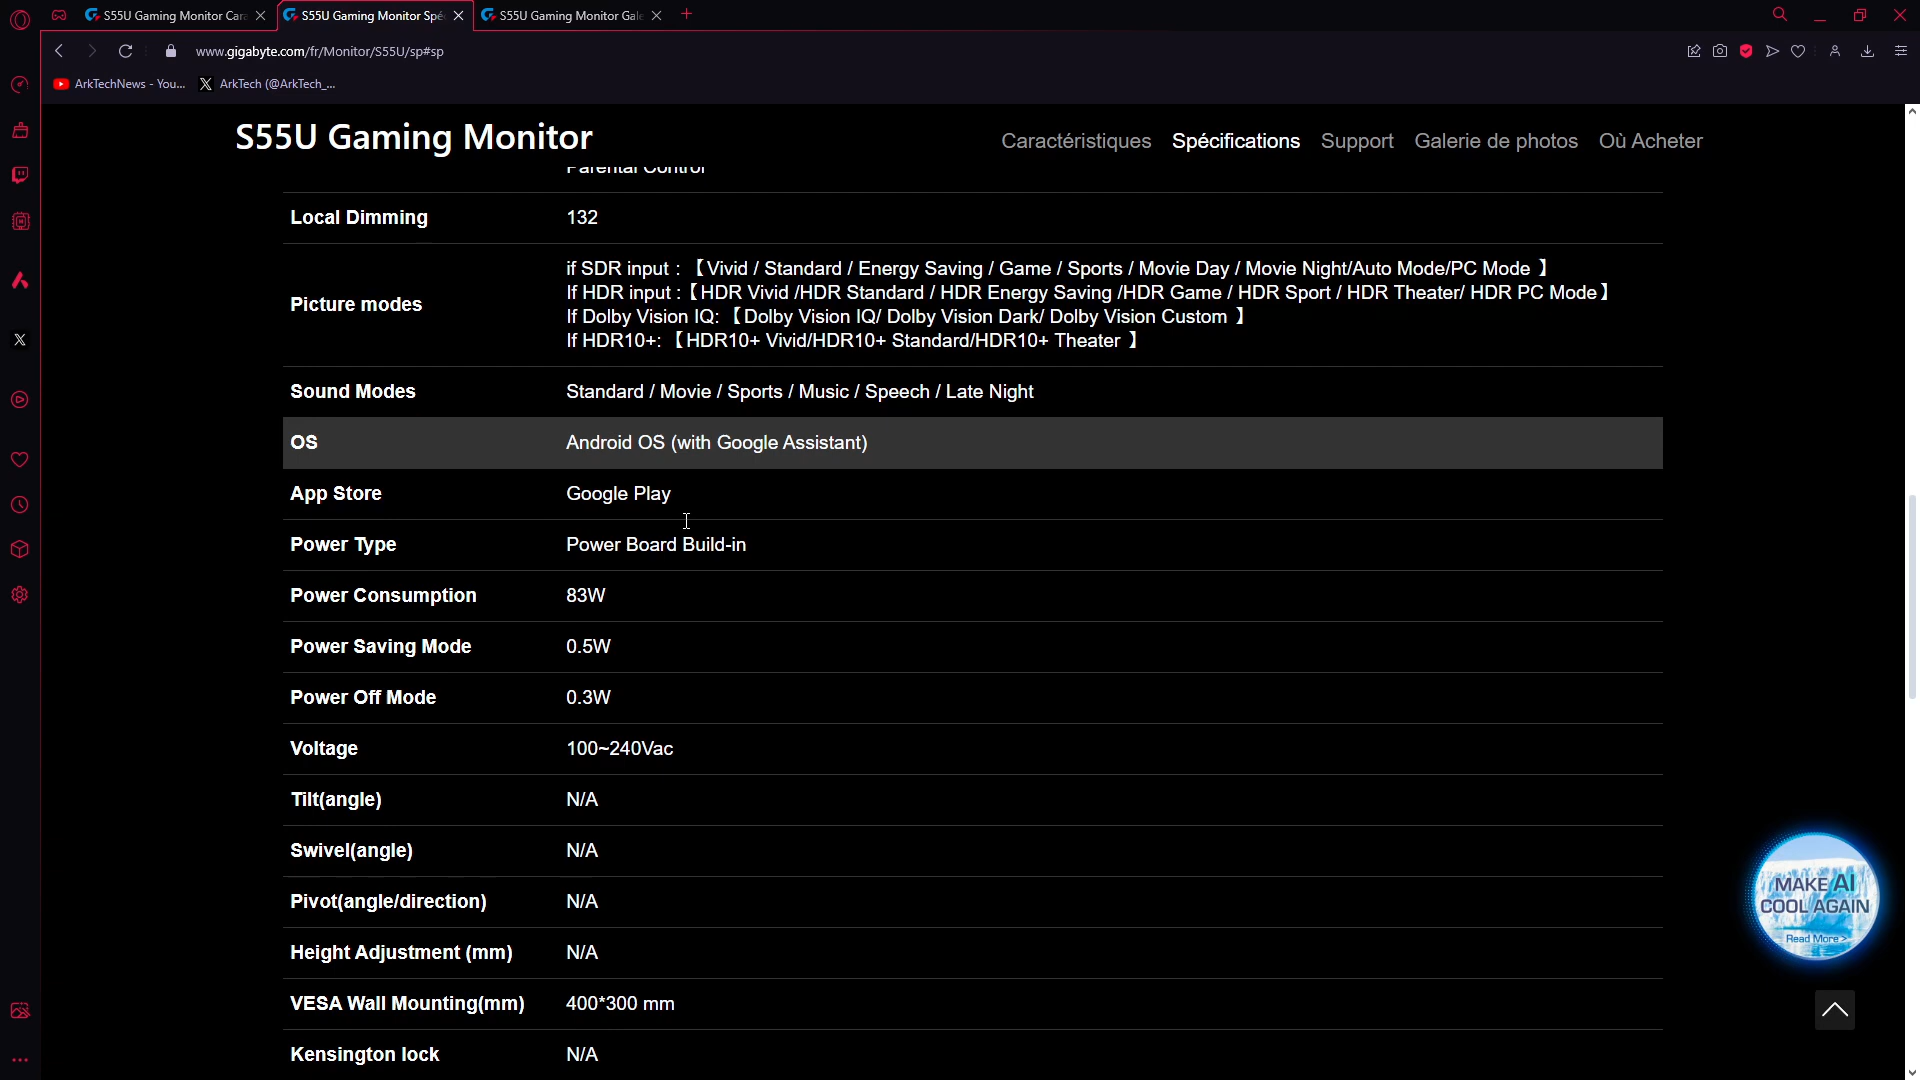 S55U Gaming Monitor Cara
S55U Gaming Monitor Spé
S55U Gaming Monitor Gale
www.gigabyte.com/fr/Monitor/S55U/sp#sp
ArkTechNews - You...
ArkTech (@ArkTech_...
S55U Gaming Monitor
Caractéristiques Spécifications Support Galerie de photos Où Acheter
Parental Control
Local Dimming 132
Picture modes
if SDR input : 【Vivid / Standard / Energy Saving / Game / Sports / Movie Day / Movie Night/Auto Mode/PC Mode 】
If HDR input :【HDR Vivid /HDR Standard / HDR Energy Saving /HDR Game / HDR Sport / HDR Theater/ HDR PC Mode】
If Dolby Vision IQ: 【Dolby Vision IQ/ Dolby Vision Dark/ Dolby Vision Custom 】
If HDR10+: 【HDR10+ Vivid/HDR10+ Standard/HDR10+ Theater 】
Sound Modes Standard / Movie / Sports / Music / Speech / Late Night
OS Android OS (with Google Assistant)
App Store Google Play
Power Type Power Board Build-in
Power Consumption 83W
Power Saving Mode 0.5W
Power Off Mode 0.3W
Voltage 100~240Vac
Tilt(angle) N/A
Swivel(angle) N/A
Pivot(angle/direction) N/A
Height Adjustment (mm) N/A
VESA Wall Mounting(mm) 400*300 mm
Kensington lock N/A
MAKE AI
COOL AGAIN
Read More >